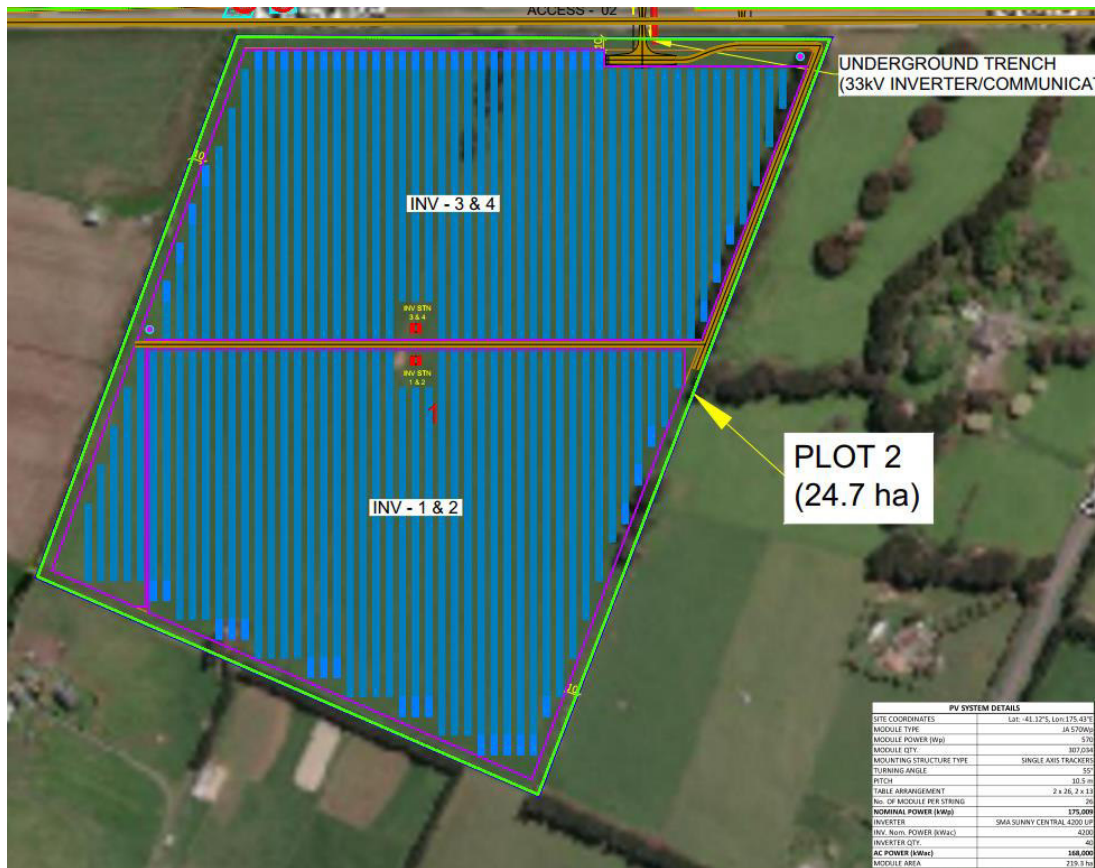 ACCESS - 02
10
UNDERGROUND TRENCH
(33kV INVERTER/COMMUNICAT
10
INV - 3 & 4
INV STN
3 & 4
INV STN
1 & 2
1
PLOT 2
(24.7 ha)
INV - 1 & 2
10
PV SYSTEM DETAILS
SITE COORDINATES Lat: -41.12°S, Lon:175.43°E
MODULE TYPE JA 570Wp
MODULE POWER (Wp) 570
MODULE QTY. 307,034
MOUNTING STRUCTURE TYPE SINGLE AXIS TRACKERS
TURNING ANGLE 55°
PITCH 10.5 m
TABLE ARRANGEMENT 2 x 26, 2 x 13
No. OF MODULE PER STRING 26
NOMINAL POWER (kWp) 175,009
INVERTER SMA SUNNY CENTRAL 4200 UP
INV. Nom. POWER (kWac) 4200
INVERTER QTY. 40
AC POWER (kWac) 168,000
MODULE AREA 219.3 ha